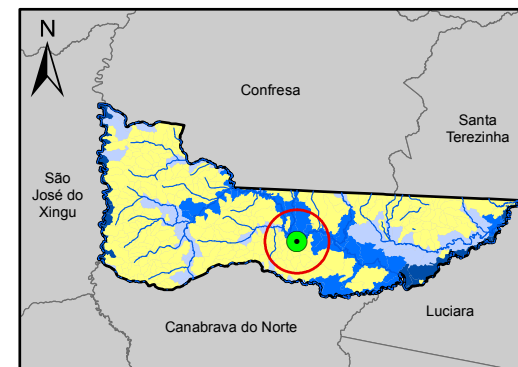 N
Confresa
Santa
Terezinha
São
José do
Xingu
Luciara
Canabrava do Norte